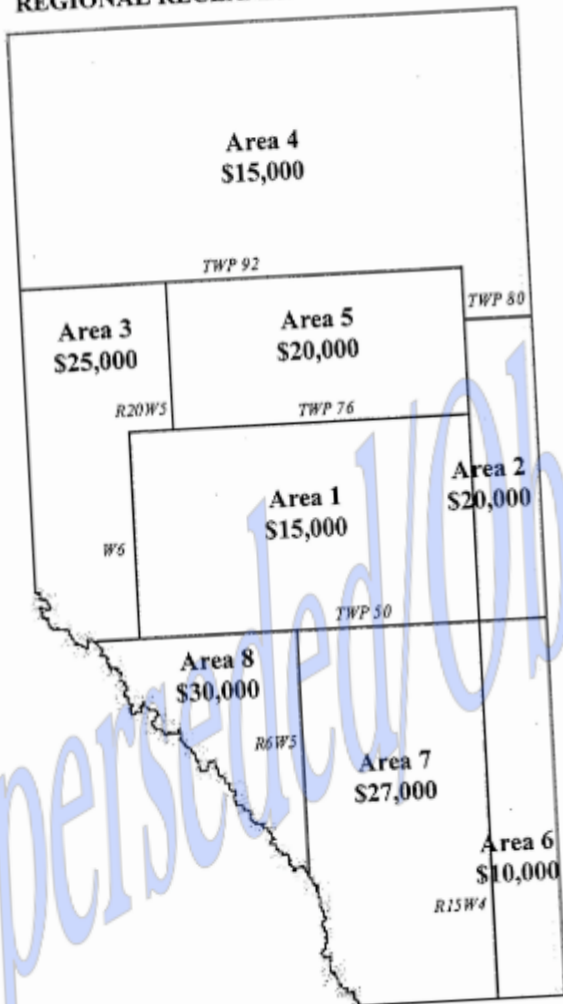 Area 4
$15,000
TWP 92
TWP 80
Area 3
$25,000
Area 5
$20,000
R20W5
TWP 76
Area 2
$20,000
Area 1
$15,000
W6
TWP 50
Area 8
$30,000
R6W5
Area 7
$27,000
Area 6
$10,000
R15W4
perseded/Ob